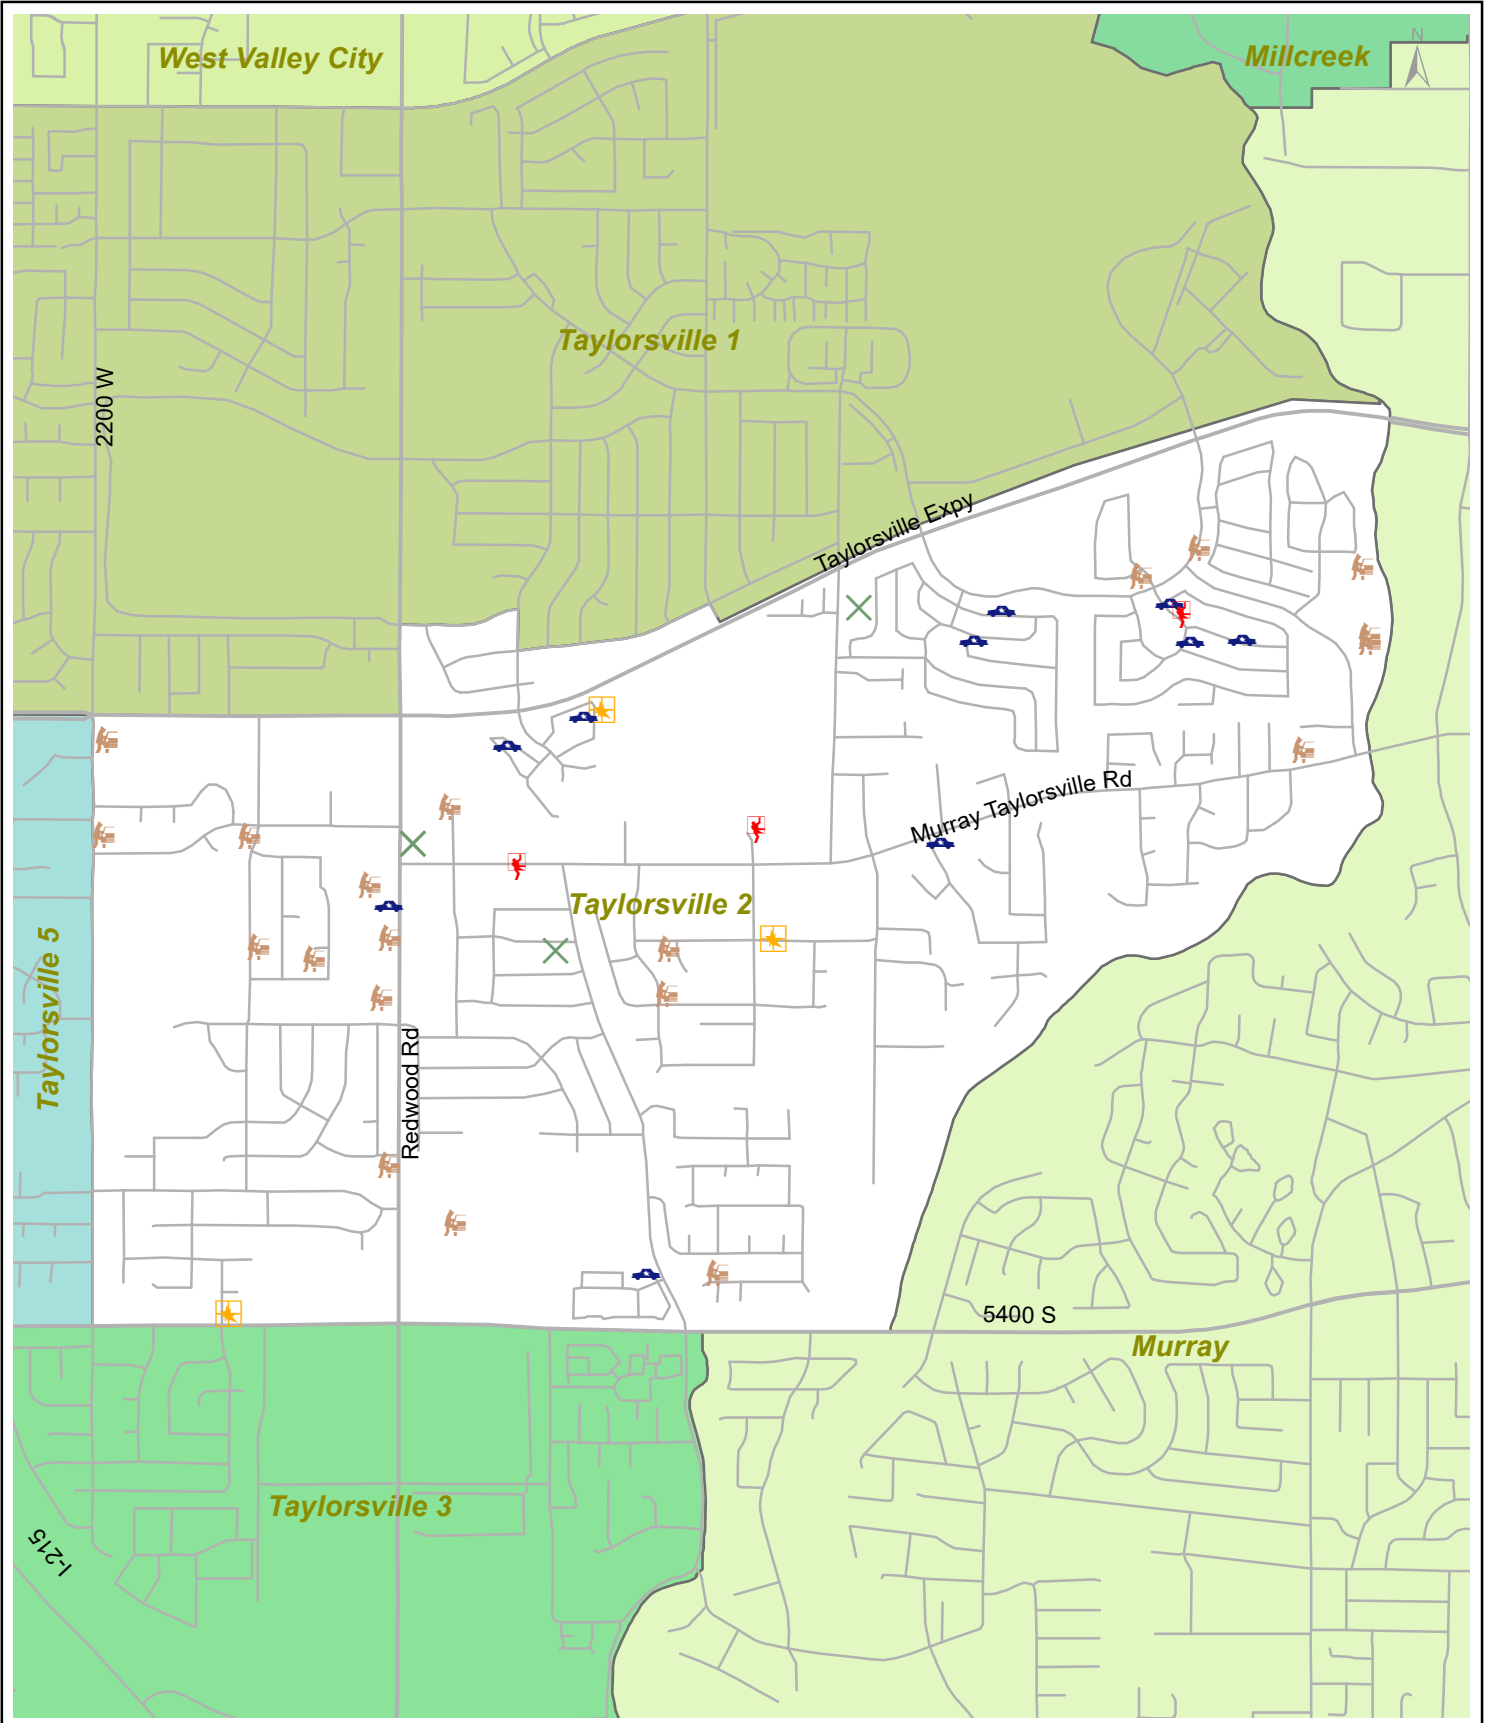 West Valley City
Millcreek
N
Taylorsville 1
2200 W
Taylorsville Expy
Murray Taylorsville Rd
Taylorsville 2
Taylorsville 5
Redwood Rd
5400 S
Murray
Taylorsville 3
I-215